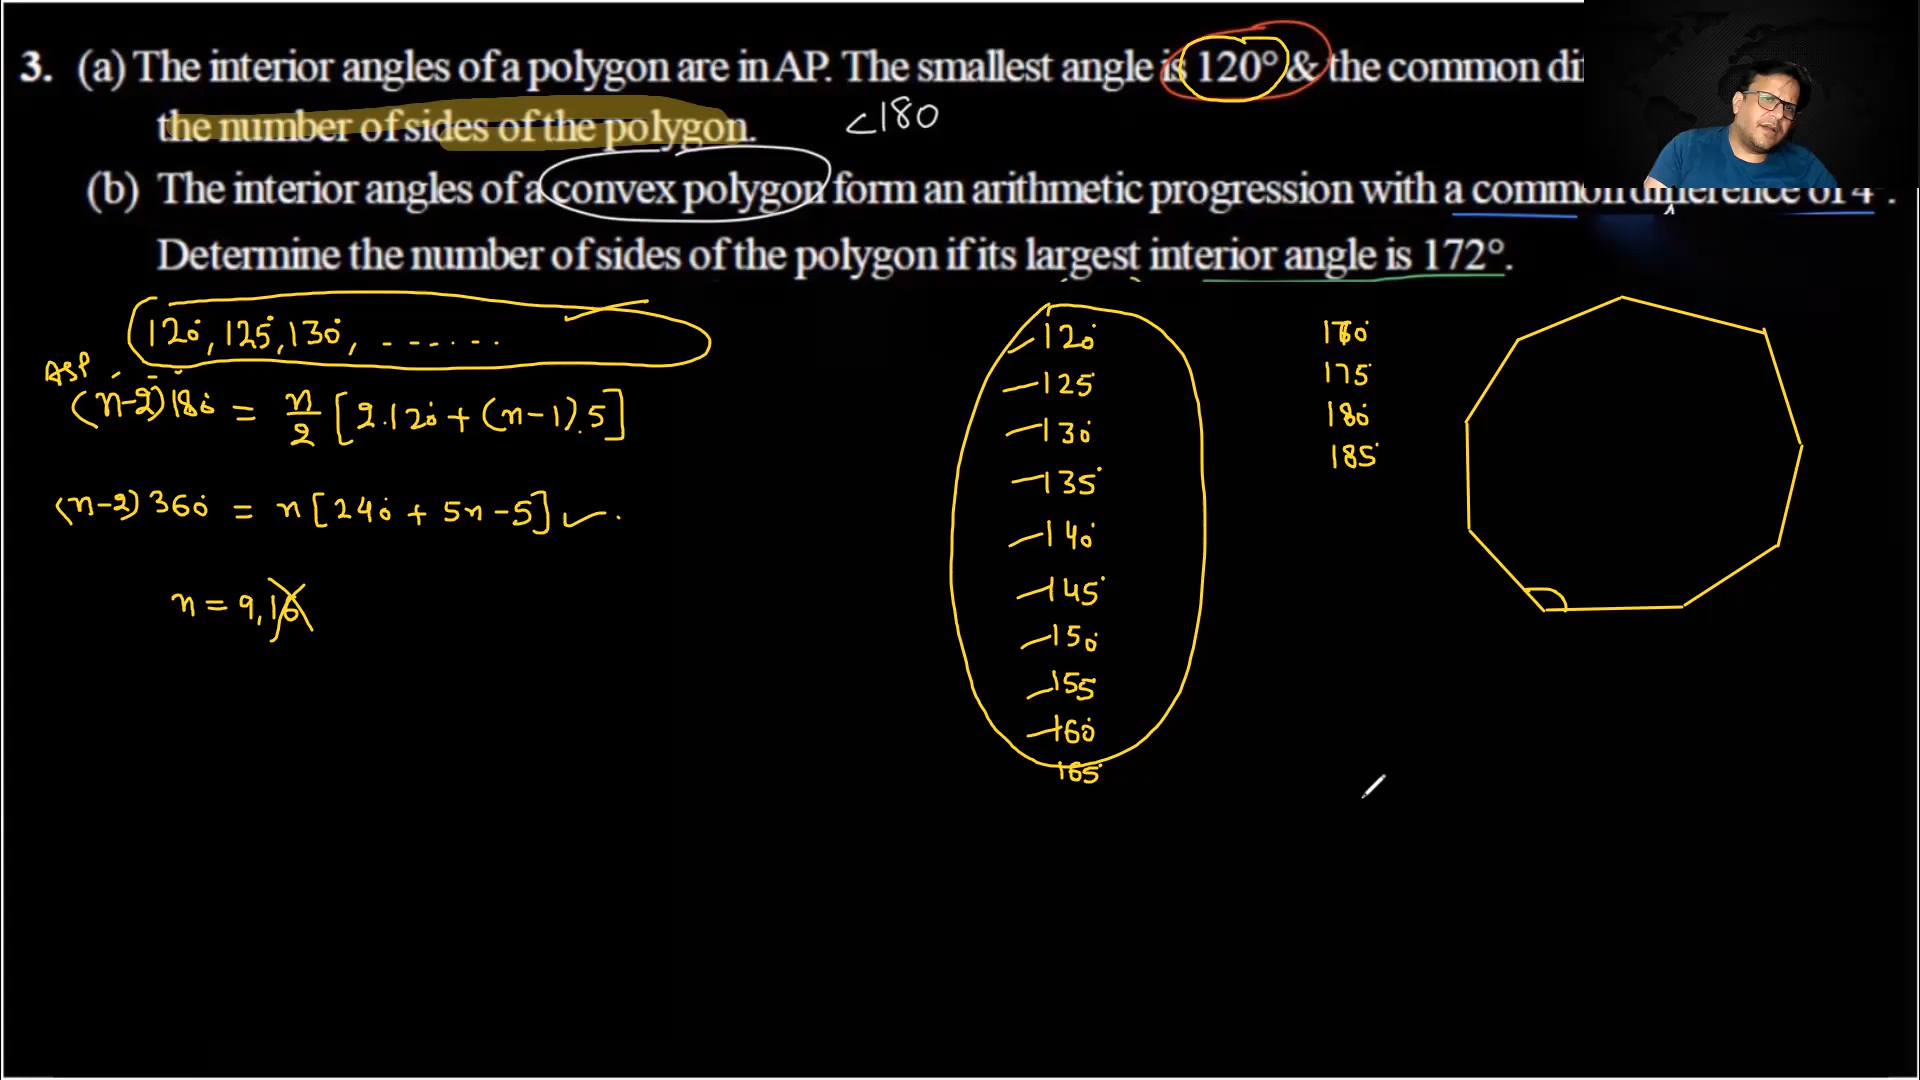 3. (a) The interior angles of a polygon are in AP. The smallest angle is 120° & the common di
the number of sides of the polygon.
<180
(b) The interior angles of a convex polygon form an arithmetic progression with a common difference of 4°.
Determine the number of sides of the polygon if its largest interior angle is 172°.
120°, 125°, 130°, -------
ASP
(n-2)180° = n/2 [2.120° + (n-1).5]
(n-2)360° = n[240° + 5n-5]
n = 9, 16
120°
125°
130°
135°
140°
145°
150°
155
160°
165°
170°
175°
180°
185°